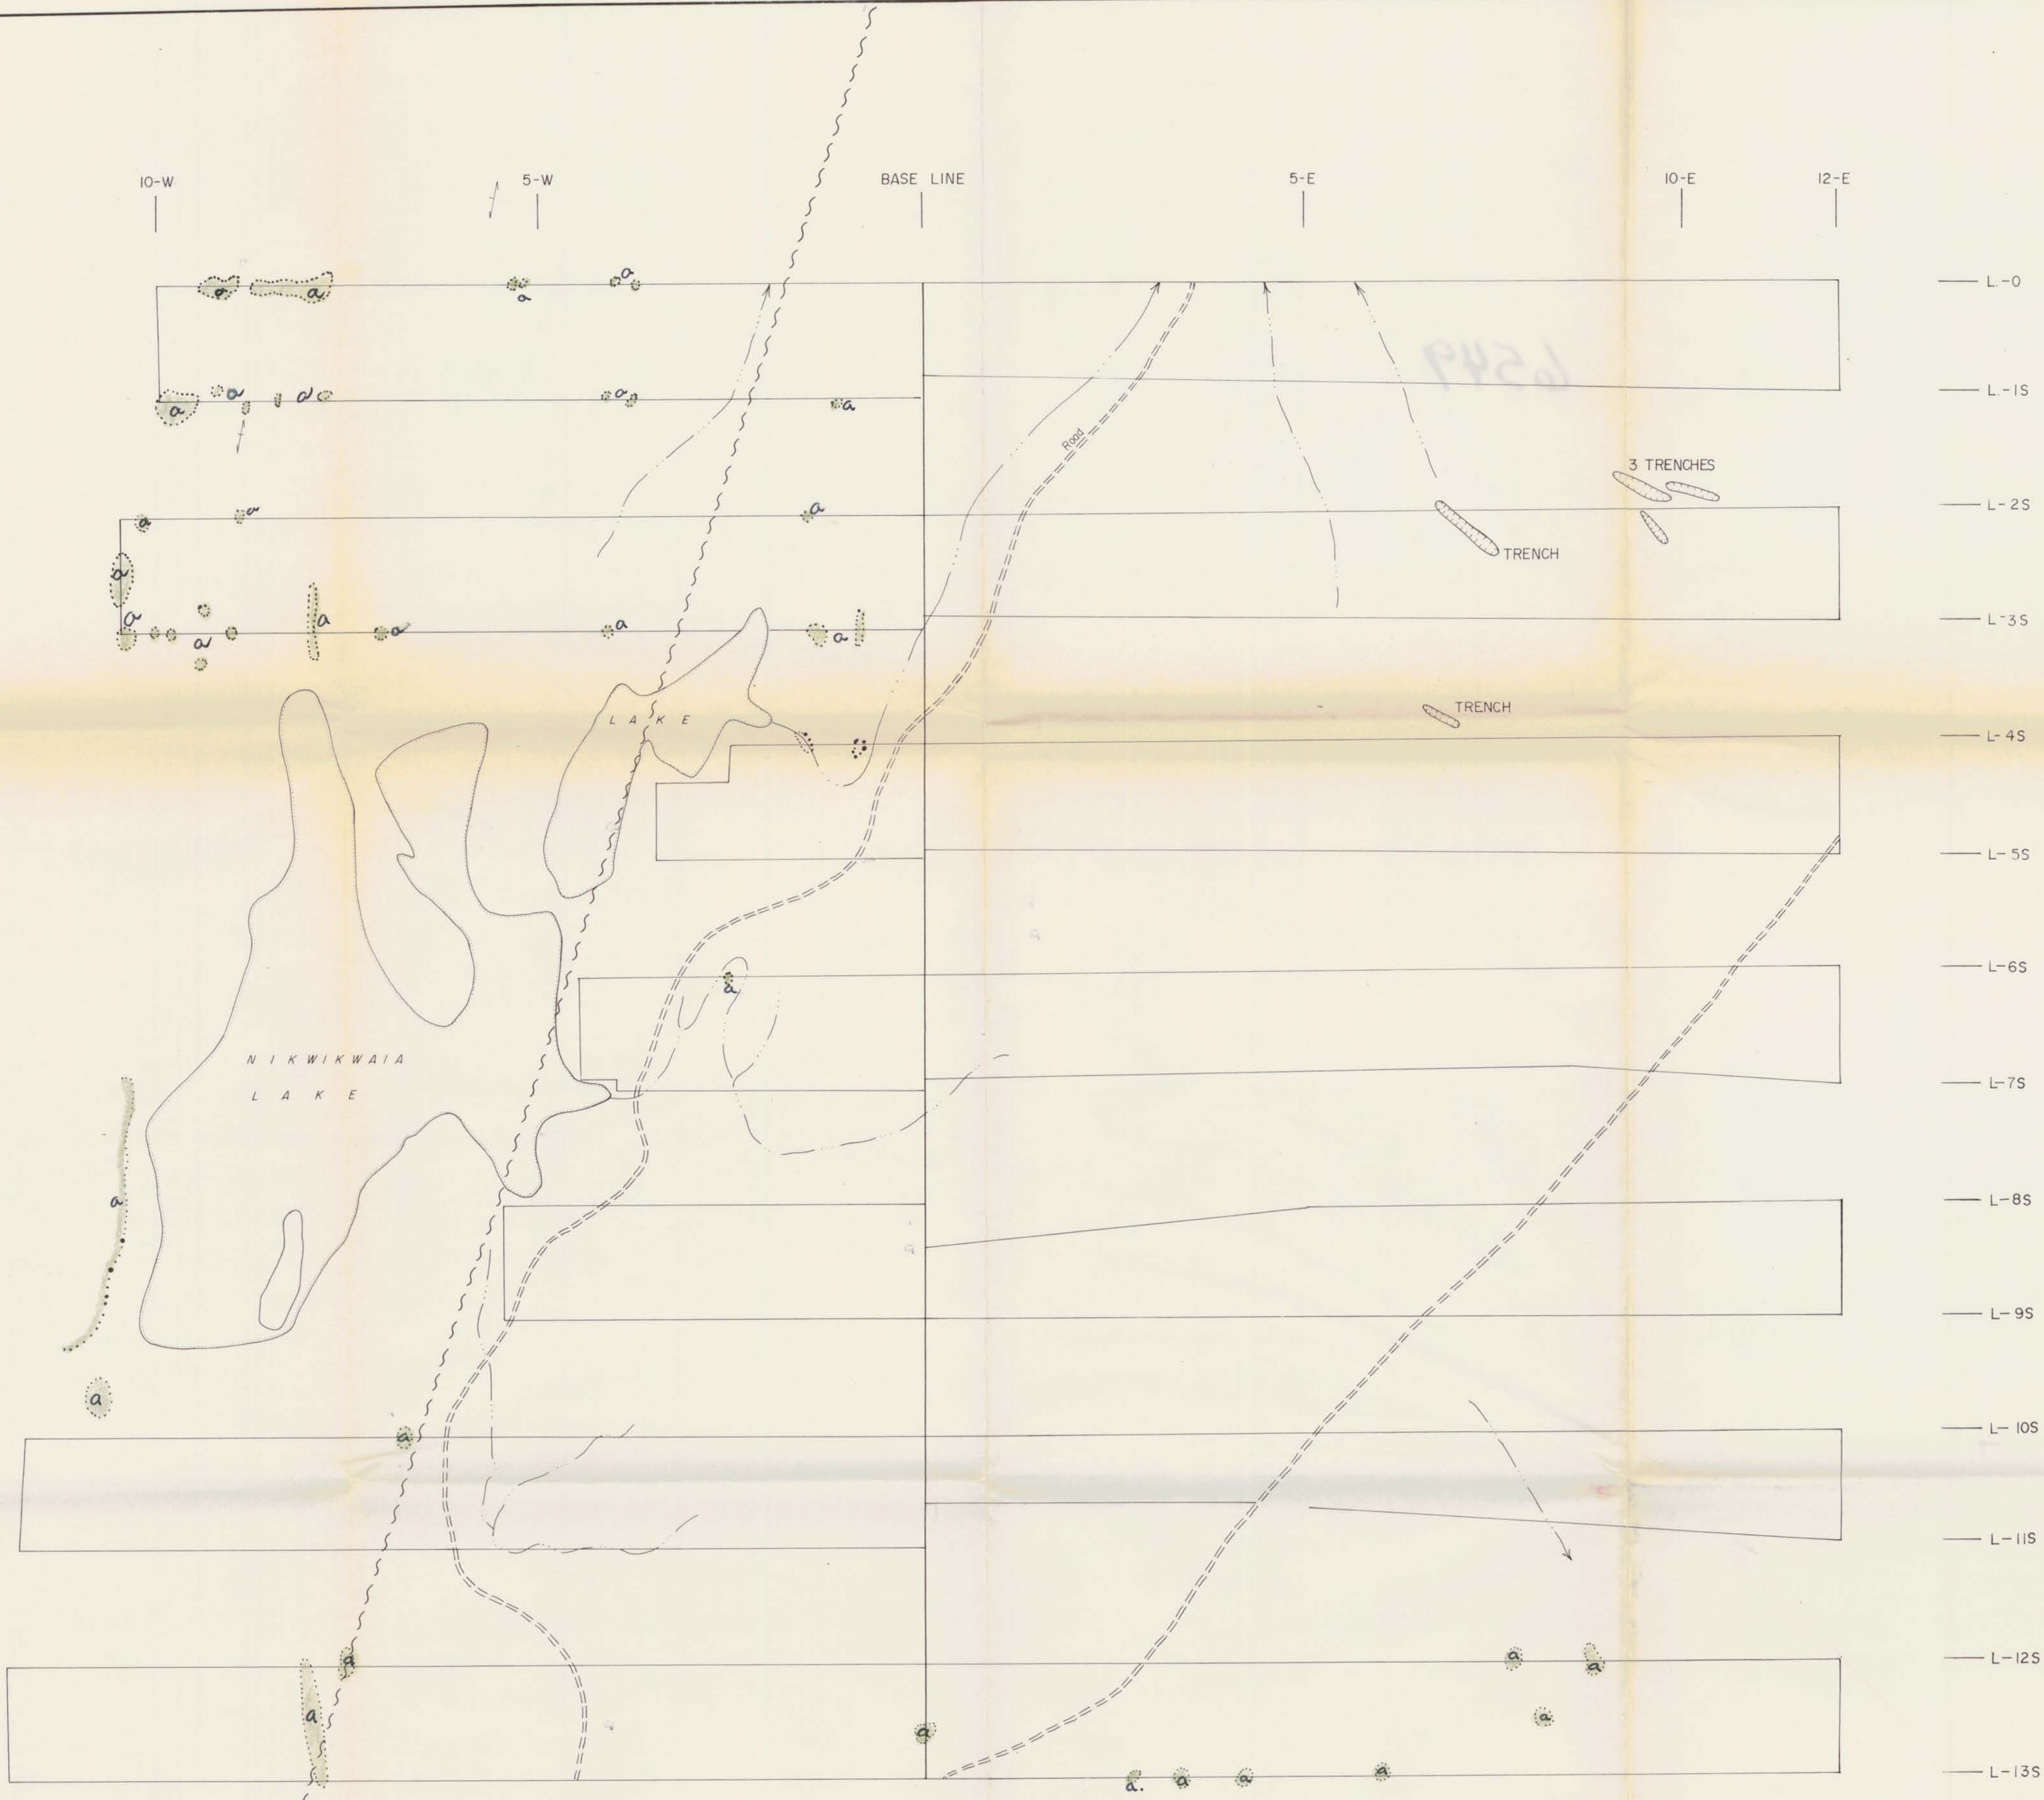 10-W 5-W BASE LINE 5-E 10-E 12-E
a a a a L-0
6549
a a a a a L-1S
Road
3 TRENCHES
a a a L-2S
TRENCH
a
a a a a a a L-3S
TRENCH
LAKE
L-4S
L-5S
a L-6S
NIKWIKWAIA
LAKE
L-7S
a L-8S
L-9S
a
a L-10S
L-11S
a a a L-12S
a a
a
a. a a a L-13S